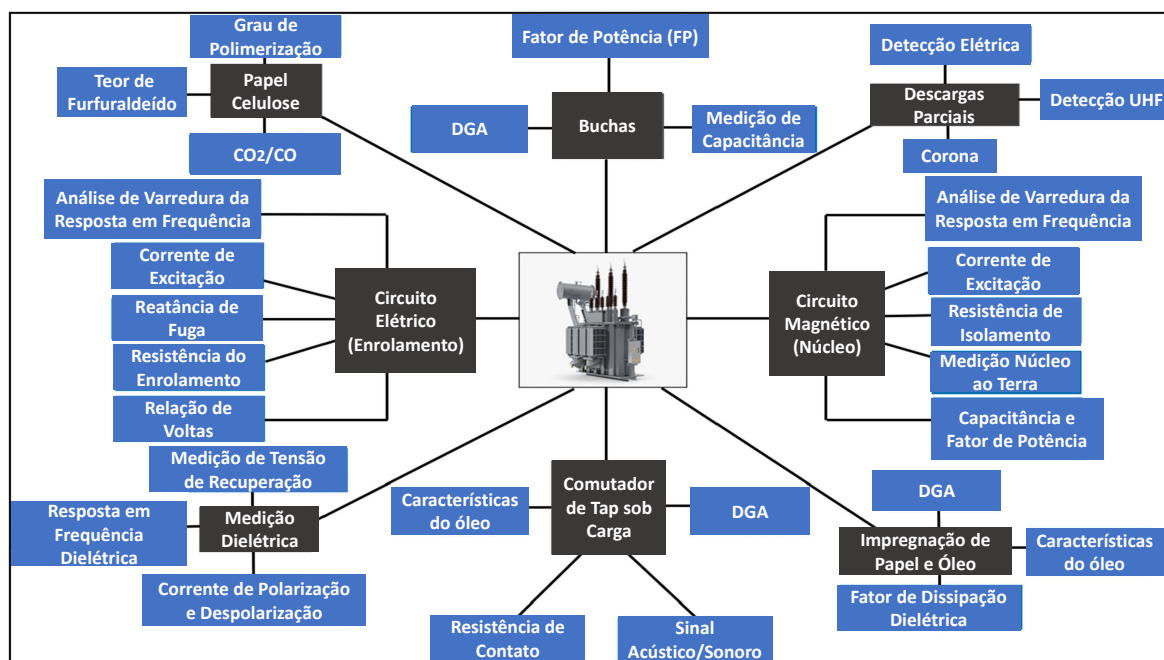 Grau de
Polimerização
Papel
Celulose
Teor de
Furfuraldeído
CO2/CO
Fator de Potência (FP)
DGA
Buchas
Medição de
Capacitância
Detecção Elétrica
Descargas
Parciais
Detecção UHF
Corona
Análise de Varredura da
Resposta em Frequência
Corrente de
Excitação
Reatância de
Fuga
Resistência do
Enrolamento
Relação de
Voltas
Circuito
Elétrico
(Enrolamento)
Circuito
Magnético
(Núcleo)
Análise de Varredura da
Resposta em Frequência
Corrente de
Excitação
Resistência de
Isolamento
Medição Núcleo
ao Terra
Capacitância e
Fator de Potência
Medição de Tensão
de Recuperação
Resposta em
Frequência
Dielétrica
Medição
Dielétrica
Corrente de Polarização
e Despolarização
Características
do óleo
Comutador
de Tap sob
Carga
DGA
Resistência de
Contato
Sinal
Acústico/Sonoro
DGA
Impregnação de
Papel e Óleo
Características
do óleo
Fator de Dissipação
Dielétrica